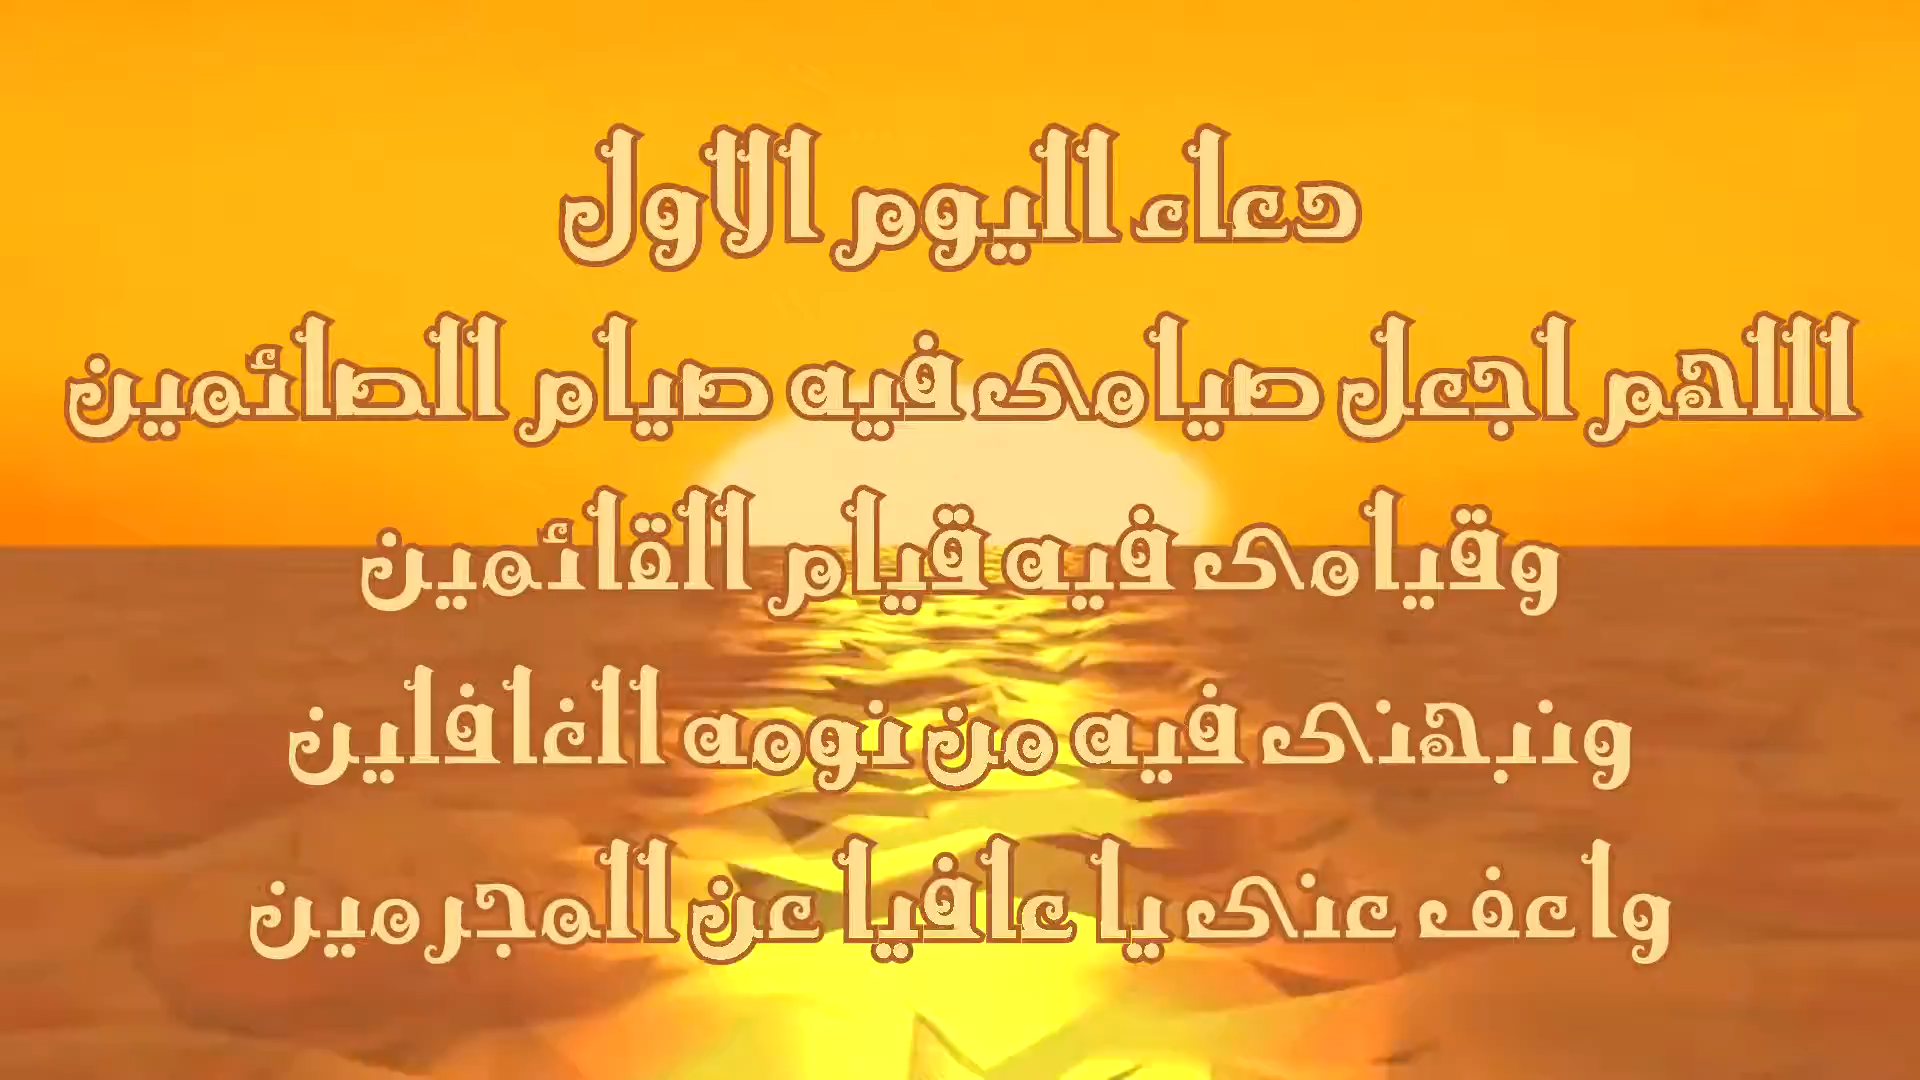 دعاء اليوم الاول
اللهم اجعل صيامى فيه صيام الصائمين
وقيامى فيه قيام القائمين
ونبهنى فيه من نومه الغافلين
واعف عنى يا عافيا عن المجرمين